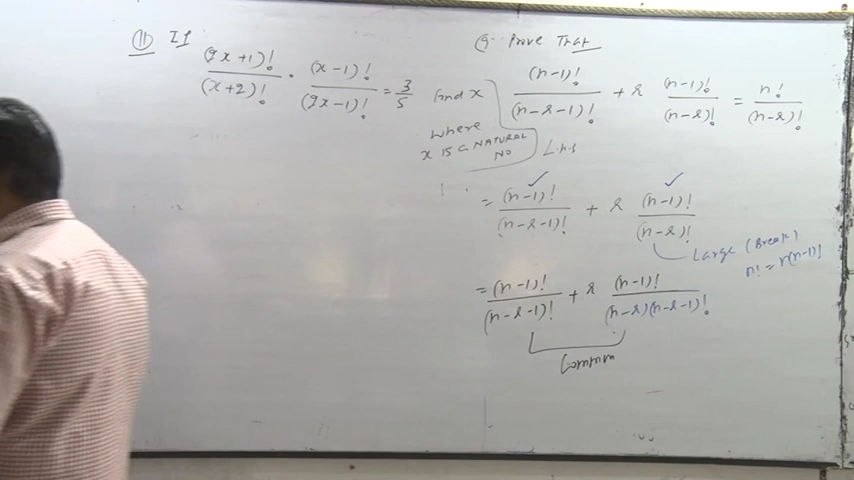 (11) If
(2x+1)!/(x+2)! · (x-1)!/(2x-1)! = 3/5 find x
where
x is a NATURAL
NO
Q. Prove That
(n-1)!/(n-r-1)! + r (n-1)!/(n-r)! = n!/(n-r)!
L.H.S
= (n-1)!/(n-r-1)! + r (n-1)!/(n-r)!
Large (Break)
n! = n(n-1)!
= (n-1)!/(n-r-1)! + r (n-1)!/(n-r)(n-r-1)!
Common